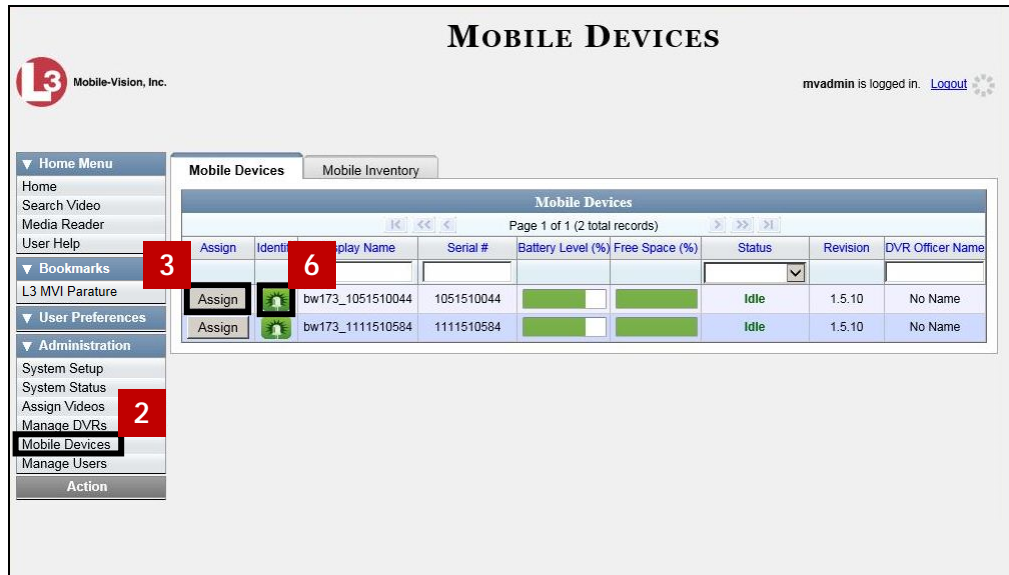 MOBILE DEVICES
L3 Mobile-Vision, Inc.
mvadmin is logged in. Logout
▼ Home Menu
Home
Search Video
Media Reader
User Help
▼ Bookmarks
L3 MVI Parature
▼ User Preferences
▼ Administration
System Setup
System Status
Assign Videos
Manage DVRs
Mobile Devices
Manage Users
Action
3
2
6
Mobile Devices Mobile Inventory
Mobile Devices
|< << < Page 1 of 1 (2 total records) > >> >|
Assign Identi splay Name Serial # Battery Level (%) Free Space (%) Status Revision DVR Officer Name
Assign bw173_1051510044 1051510044 Idle 1.5.10 No Name
Assign bw173_1111510584 1111510584 Idle 1.5.10 No Name